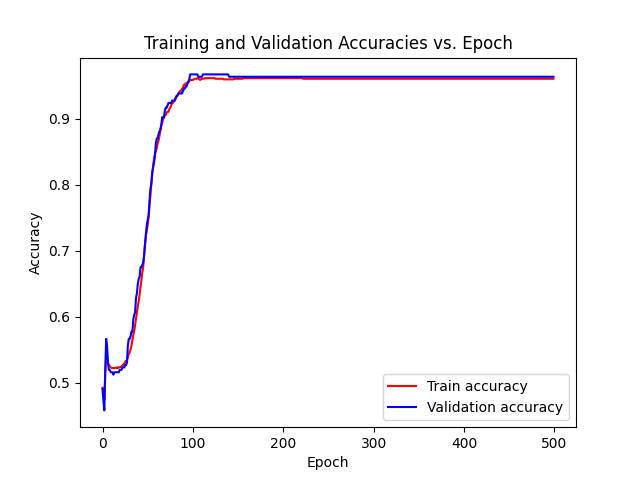 Training and Validation Accuracies vs. Epoch
Accuracy
0.9
0.8
0.7
0.6
0.5
0 100 200 300 400 500
Epoch
Train accuracy
Validation accuracy